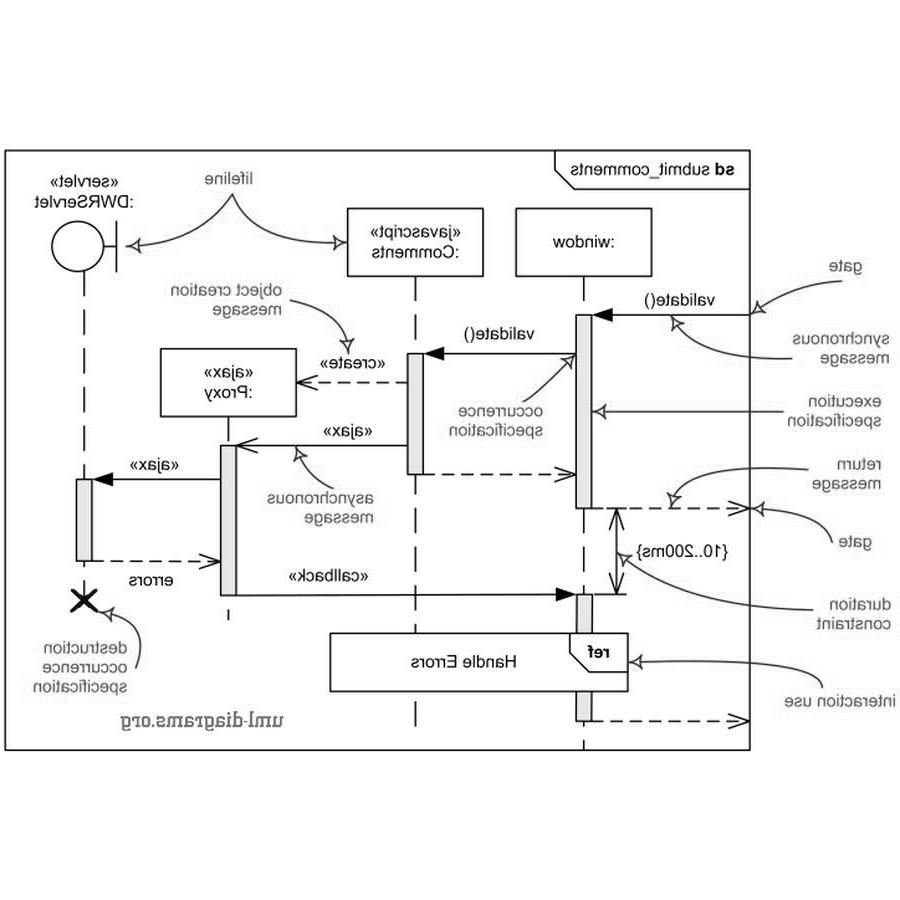 sd submit_comments
:window
«javascript»
:Comments
lifeline
«servlet»
:DWRServlet
gate
validate()
synchronous
message
validate()
object creation
message
«create»
«ajax»
:Proxy
execution
specification
occurrence
specification
«ajax»
«ajax»
return
message
asynchronous
message
gate
{10..200ms}
errors
«callback»
duration
constraint
destruction
occurrence
specification
ref
Handle Errors
interaction use
uml-diagrams.org